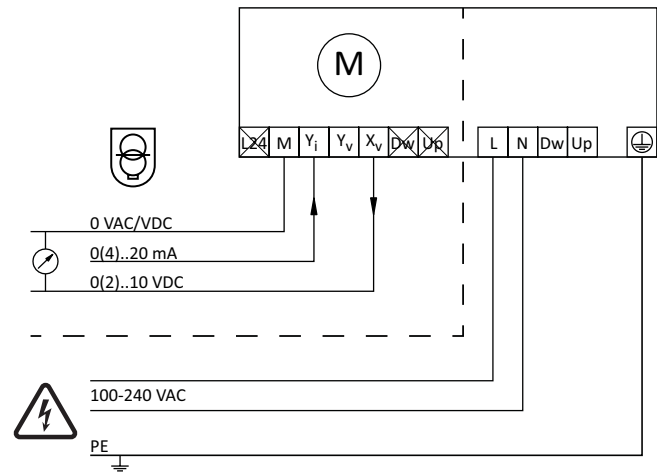 M
L24 M Yi Yv Xv Dw Up L N Dw Up
0 VAC/VDC
0(4)..20 mA
0(2)..10 VDC
100-240 VAC
PE